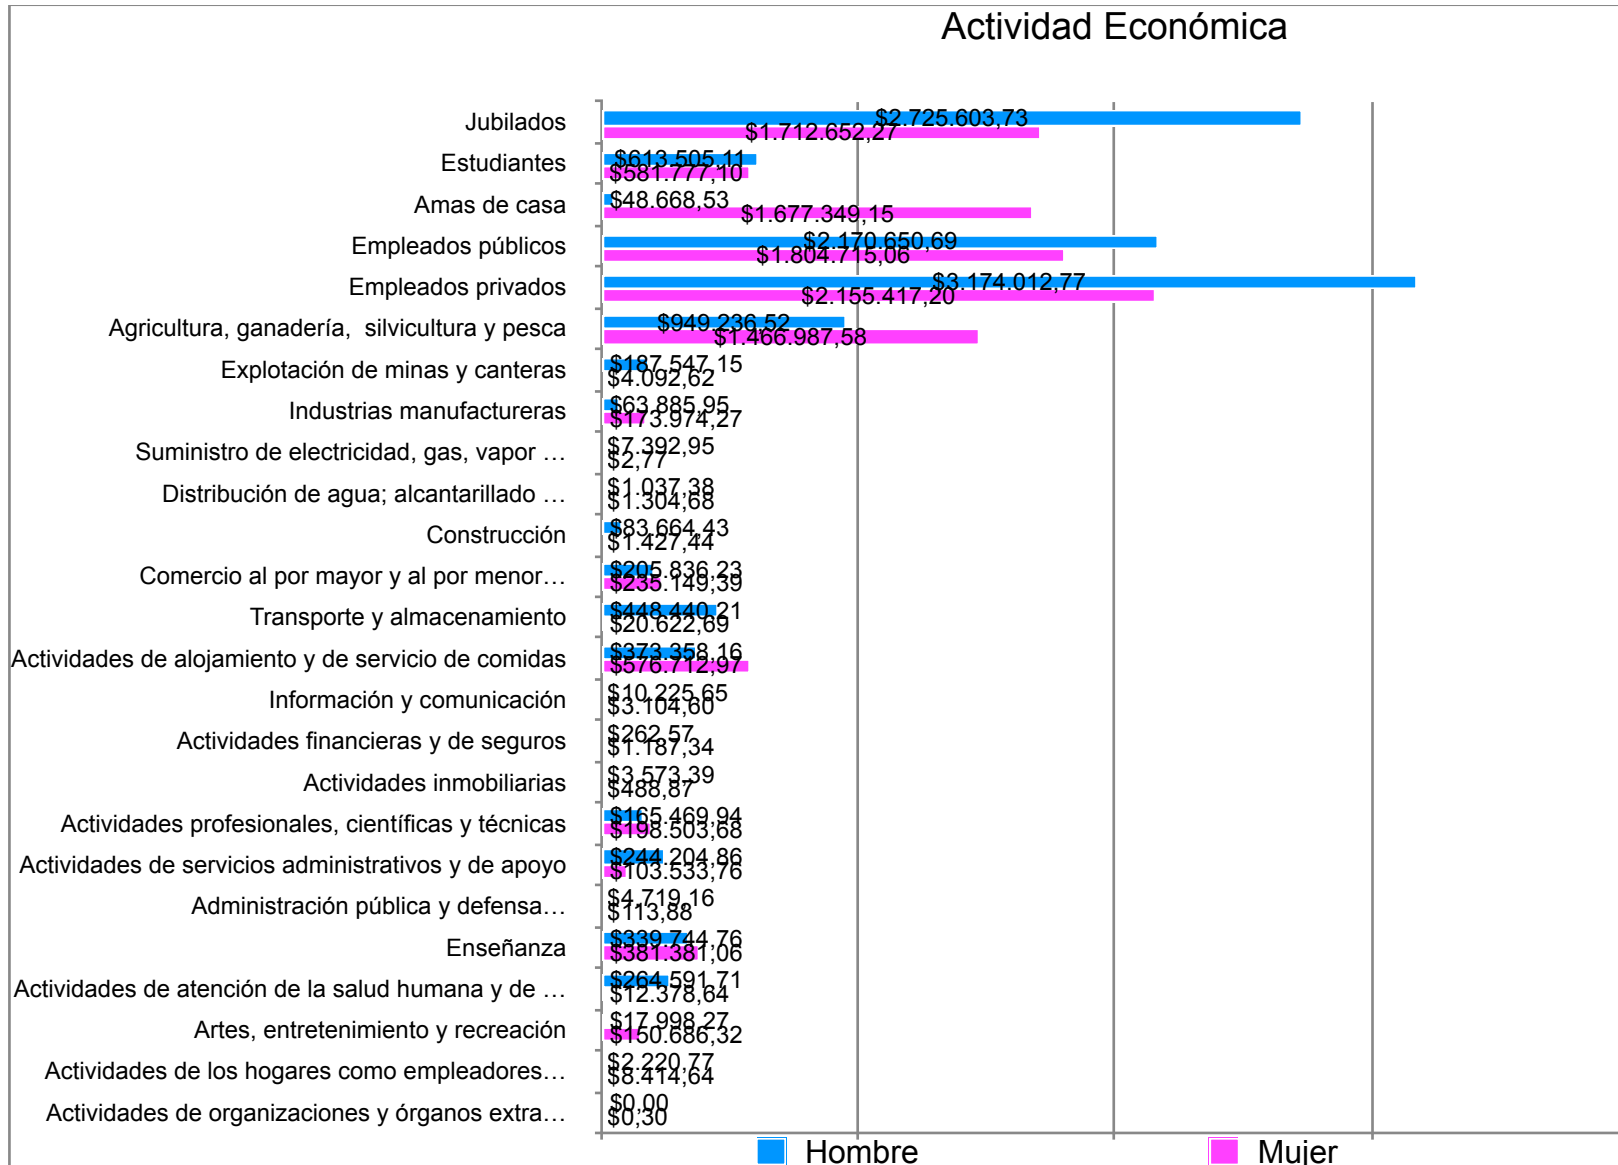 Actividad Económica
Jubilados
$2.725.603,73
$1.712.652,27
Estudiantes
$613.505,11
$581.777,10
Amas de casa
$48.668,53
$1.677.349,15
Empleados públicos
$2.170.650,69
$1.804.715,06
Empleados privados
$3.174.012,77
$2.155.417,20
Agricultura, ganadería,  silvicultura y pesca
$949.236,52
$1.466.987,58
Explotación de minas y canteras
$187.547,15
$4.092,62
Industrias manufactureras
$63.885,95
$173.974,27
Suministro de electricidad, gas, vapor …
$7.392,95
$2,77
Distribución de agua; alcantarillado …
$1.037,38
$1.304,68
Construcción
$83.664,43
$1.427,44
Comercio al por mayor y al por menor…
$205.836,23
$235.149,39
Transporte y almacenamiento
$448.440,21
$20.622,69
Actividades de alojamiento y de servicio de comidas
$373.358,16
$576.712,97
Información y comunicación
$10.225,65
$3.104,60
Actividades financieras y de seguros
$262,57
$1.187,34
Actividades inmobiliarias
$3.573,39
$488,87
Actividades profesionales, científicas y técnicas
$165.469,94
$198.503,68
Actividades de servicios administrativos y de apoyo
$244.204,86
$103.533,76
Administración pública y defensa…
$4.719,16
$113,88
Enseñanza
$339.744,76
$381.381,06
Actividades de atención de la salud humana y de …
$264.591,71
$12.378,64
Artes, entretenimiento y recreación
$17.998,27
$150.686,32
Actividades de los hogares como empleadores…
$2.220,77
$8.414,64
Actividades de organizaciones y órganos extra…
$0,00
$0,30
Hombre
Mujer